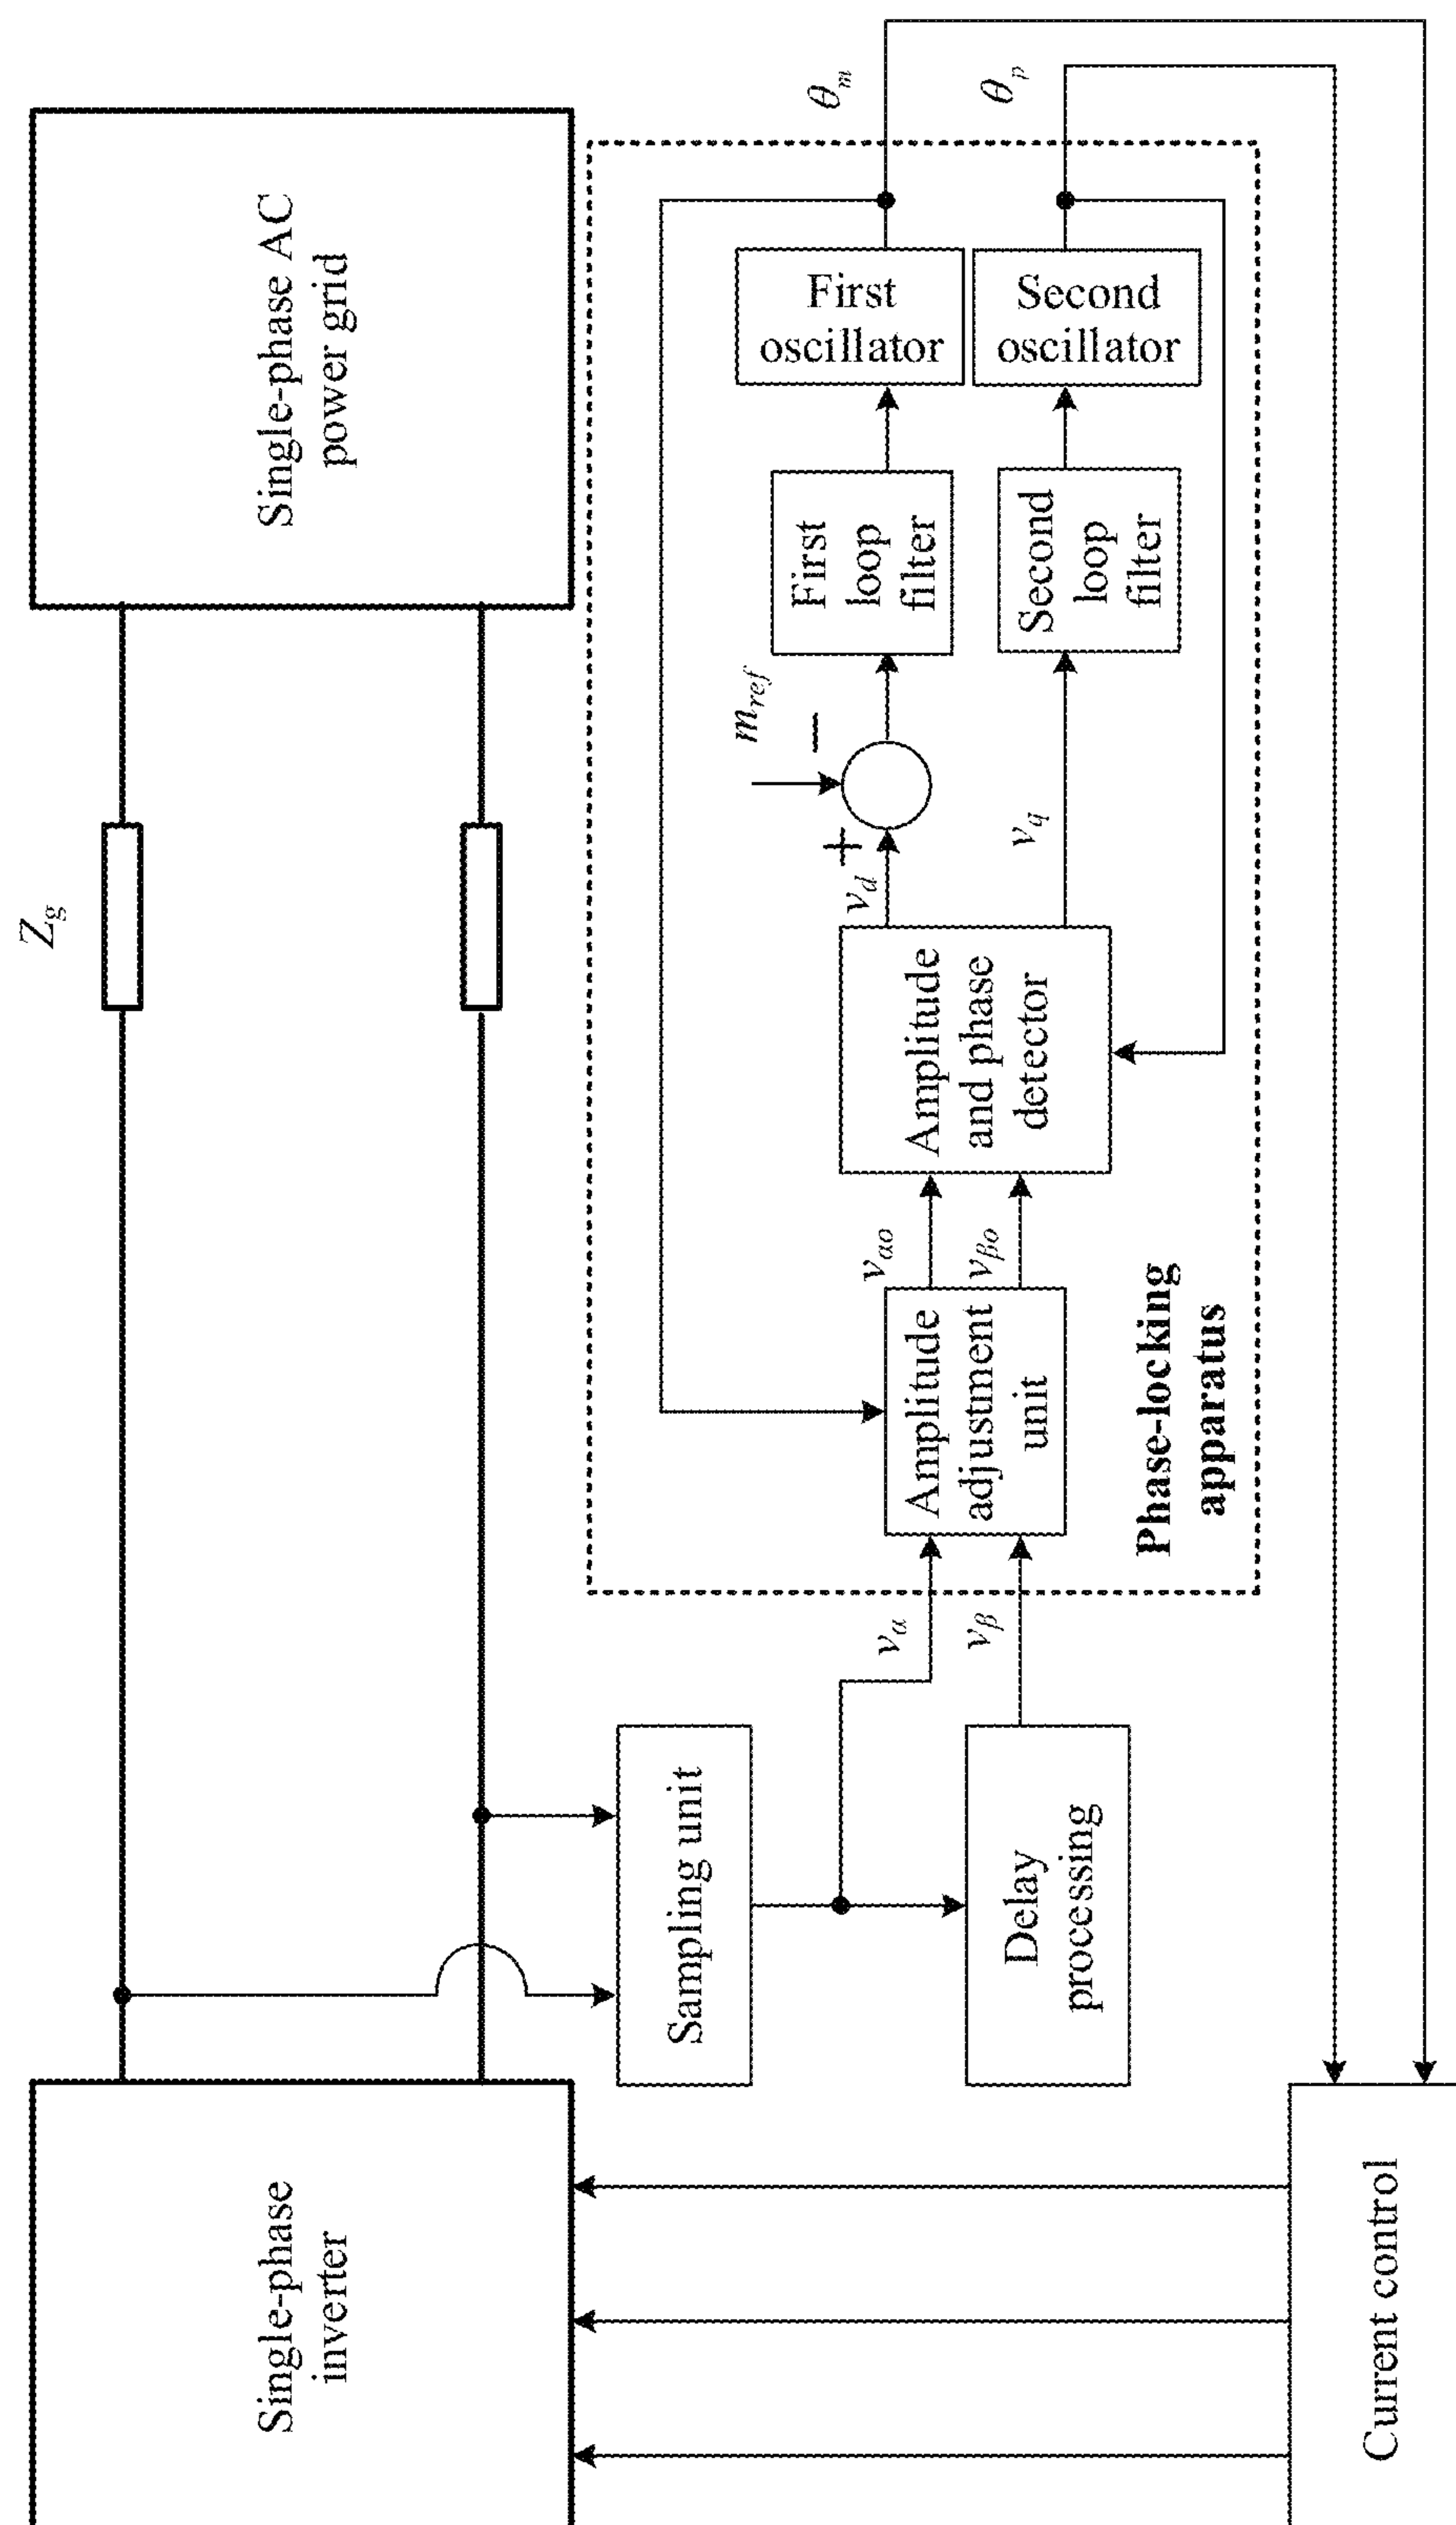 Single-phase
inverter
Z_g
Single-phase AC
power grid
Sampling unit
Delay
processing
v_α
v_β
Amplitude
adjustment
unit
v_αo
v_βo
Amplitude
and phase
detector
v_d
v_q
+
−
m_ref
First
loop
filter
Second
loop
filter
First
oscillator
Second
oscillator
θ_m
θ_p
Phase-locking
apparatus
Current control